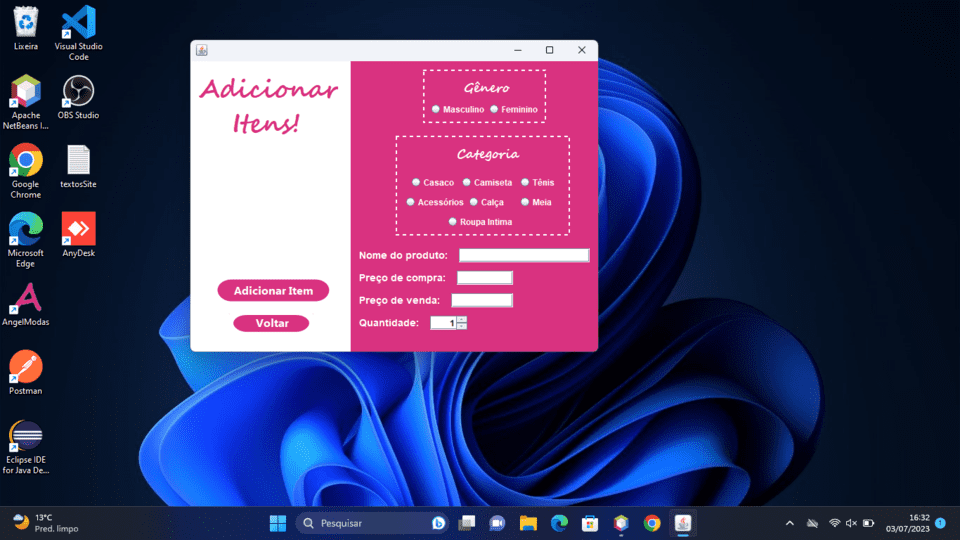 Lixeira
Visual Studio
Code
Apache
NetBeans I...
OBS Studio
Google
Chrome
textosSite
Microsoft
Edge
AnyDesk
AngelModas
Postman
Eclipse IDE
for Java De...
Adicionar
Itens!
Adicionar Item
Voltar
Gênero
Masculino Feminino
Categoria
Casaco Camiseta Tênis
Acessórios Calça Meia
Roupa Intima
Nome do produto:
Preço de compra:
Preço de venda:
Quantidade: 1
13°C
Pred. limpo
Pesquisar
16:32
03/07/2023
1